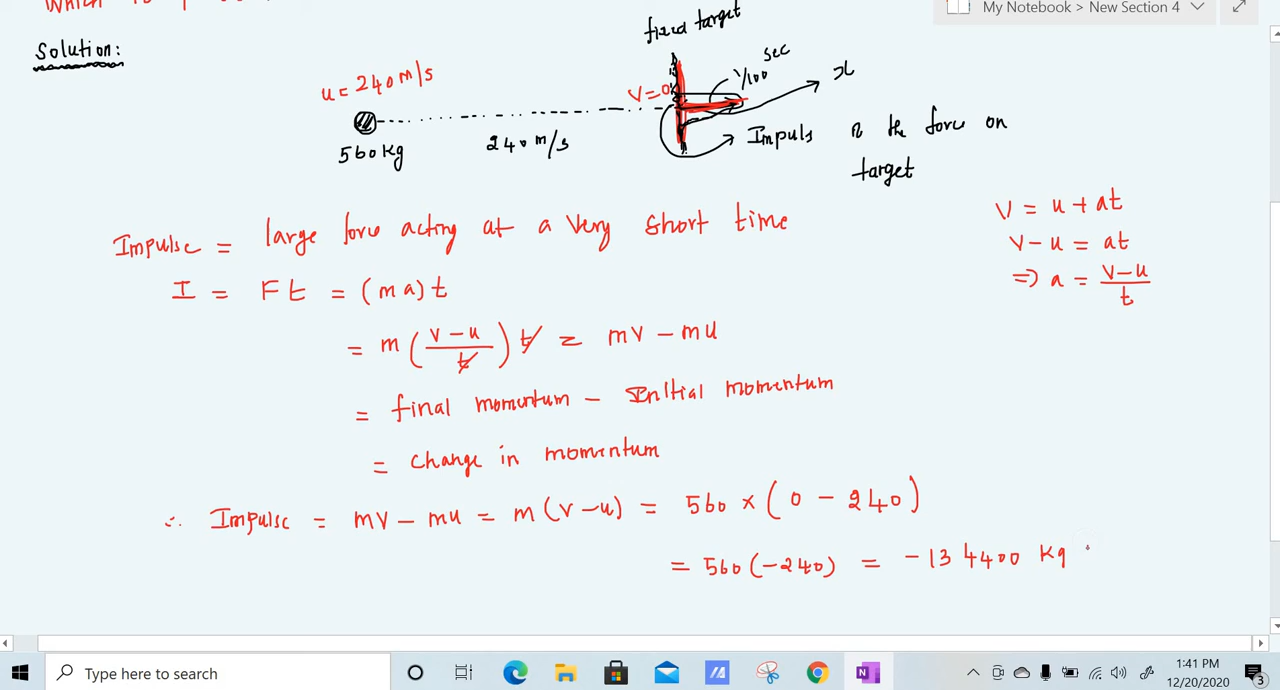 My Notebook > New Section 4
Solution:
fixed target
sec
1/100
x
u = 240 m/s
V=0
560 Kg
240 m/s
Impuls
is the force on
target
Impulse = large force acting at a very short time
V = u + at
V - u = at
⇒ a = (V-u)/t
I = Ft = (ma)t
= m((V-u)/t)t = mV - mu
= final momentum - Initial momentum
= change in momentum
∴ Impulse = mV - mu = m(V-u) = 560 × (0 - 240)
= 560(-240) = -134400 Kg
Type here to search
1:41 PM
12/20/2020
3